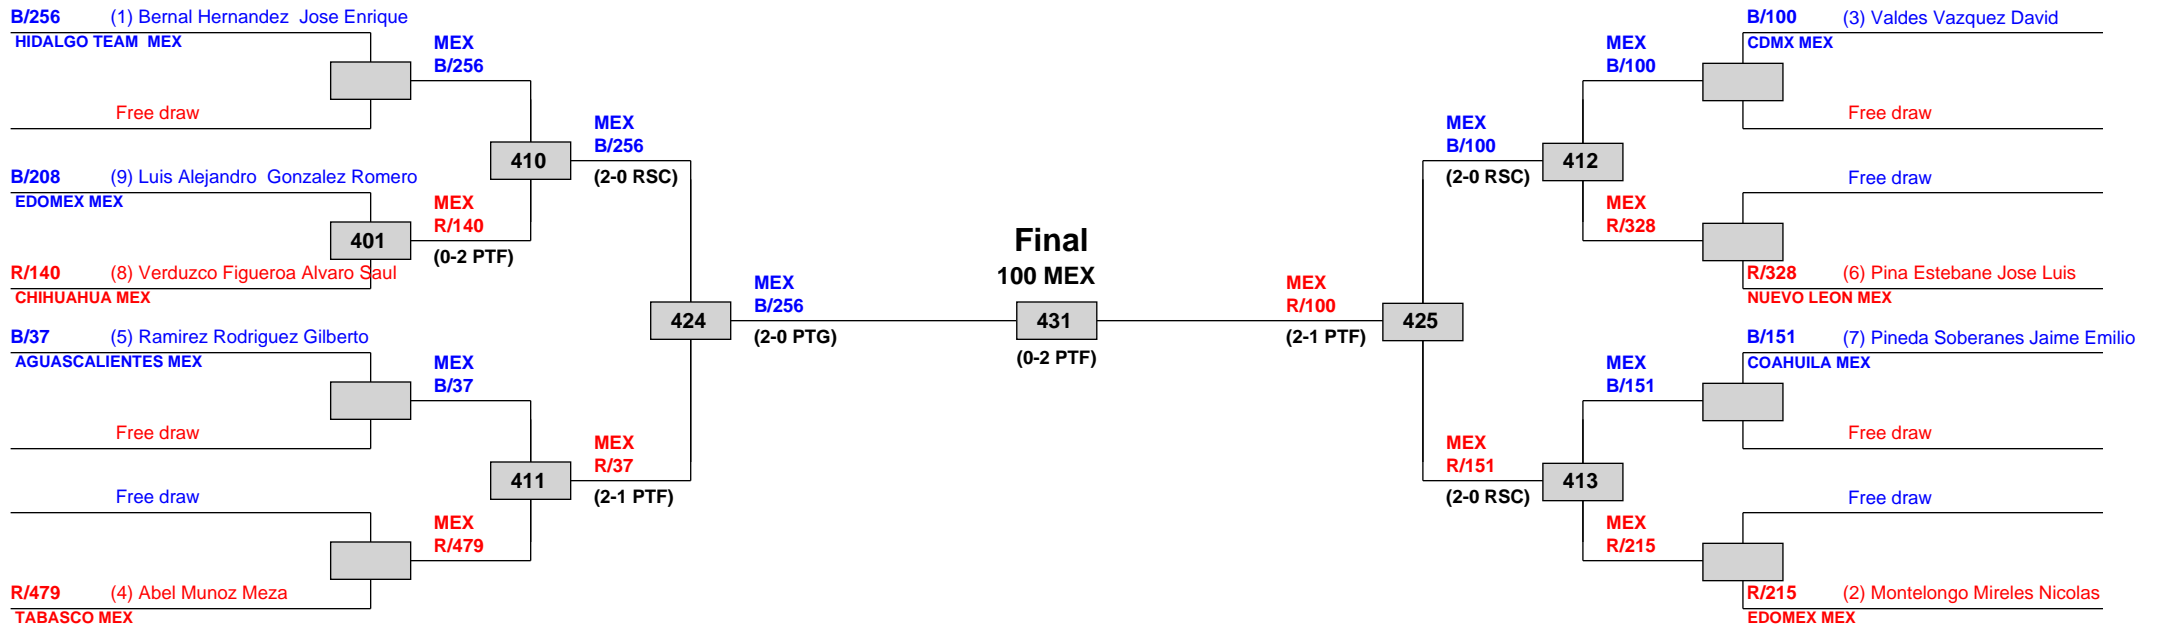 B/256 (1) Bernal Hernandez Jose Enrique
HIDALGO TEAM MEX
Free draw
B/208 (9) Luis Alejandro Gonzalez Romero
EDOMEX MEX
R/140 (8) Verduzco Figueroa Alvaro Saul
CHIHUAHUA MEX
B/37 (5) Ramirez Rodriguez Gilberto
AGUASCALIENTES MEX
Free draw
Free draw
R/479 (4) Abel Munoz Meza
TABASCO MEX
401
MEX
B/256
MEX
R/140
(0-2 PTF)
MEX
B/37
MEX
R/479
410
411
MEX
B/256
(2-0 RSC)
MEX
R/37
(2-1 PTF)
424
MEX
B/256
(2-0 PTG)
Final
100 MEX
431
(0-2 PTF)
MEX
R/100
(2-1 PTF)
425
MEX
B/100
(2-0 RSC)
MEX
R/151
(2-0 RSC)
412
413
MEX
B/100
MEX
R/328
MEX
B/151
MEX
R/215
B/100 (3) Valdes Vazquez David
CDMX MEX
Free draw
Free draw
R/328 (6) Pina Estebane Jose Luis
NUEVO LEON MEX
B/151 (7) Pineda Soberanes Jaime Emilio
COAHUILA MEX
Free draw
Free draw
R/215 (2) Montelongo Mireles Nicolas
EDOMEX MEX